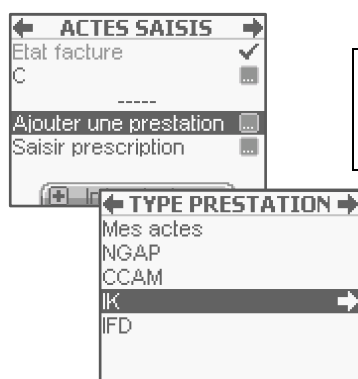 ACTES SAISIS
Etat facture
C
-----
Ajouter une prestation
Saisir prescription
TYPE PRESTATION
Mes actes
NGAP
CCAM
IK
IFD